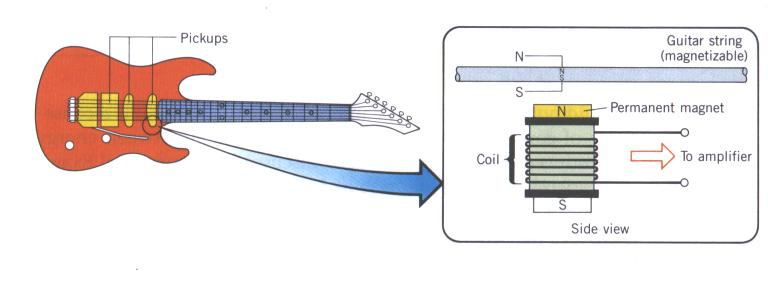 Pickups
Guitar string
(magnetizable)
N
N
S
S
N
Permanent magnet
Coil
To amplifier
S
Side view